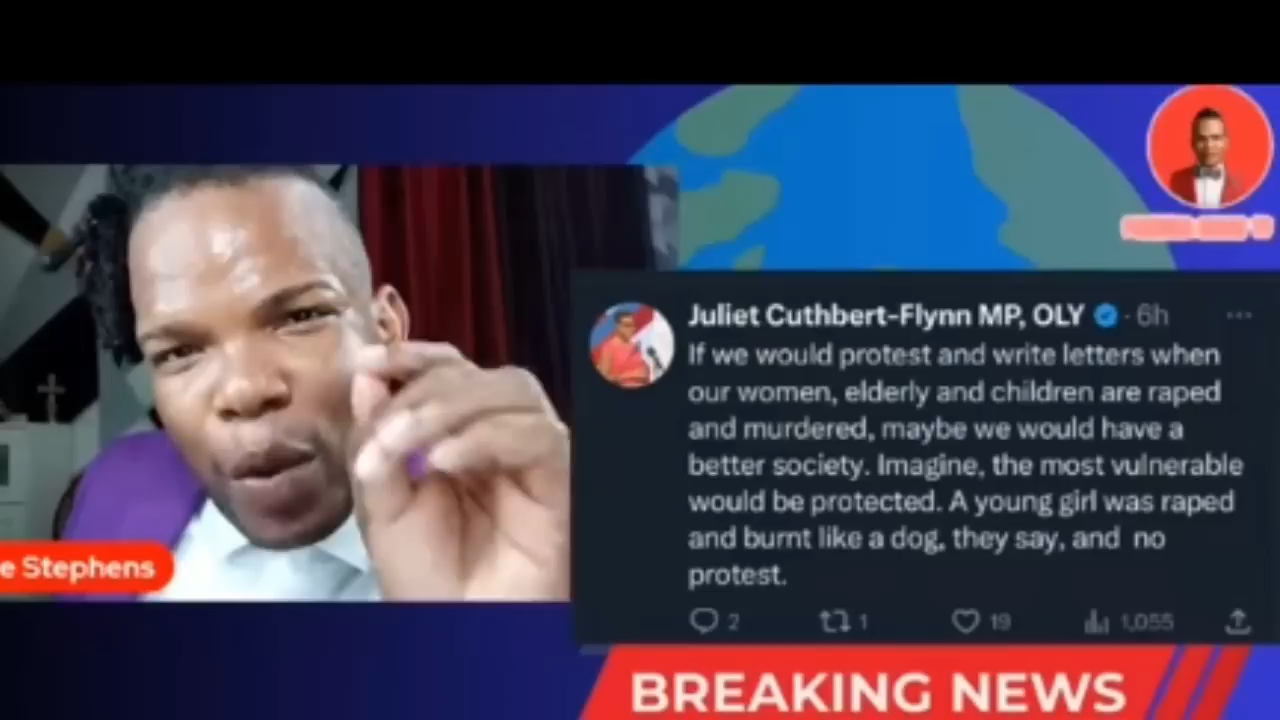 Juliet Cuthbert-Flynn MP, OLY · 6h
If we would protest and write letters when
our women, elderly and children are raped
and murdered, maybe we would have a
better society. Imagine, the most vulnerable
would be protected. A young girl was raped
and burnt like a dog, they say, and no
protest.
2 1 19 1,055
e Stephens
BREAKING NEWS